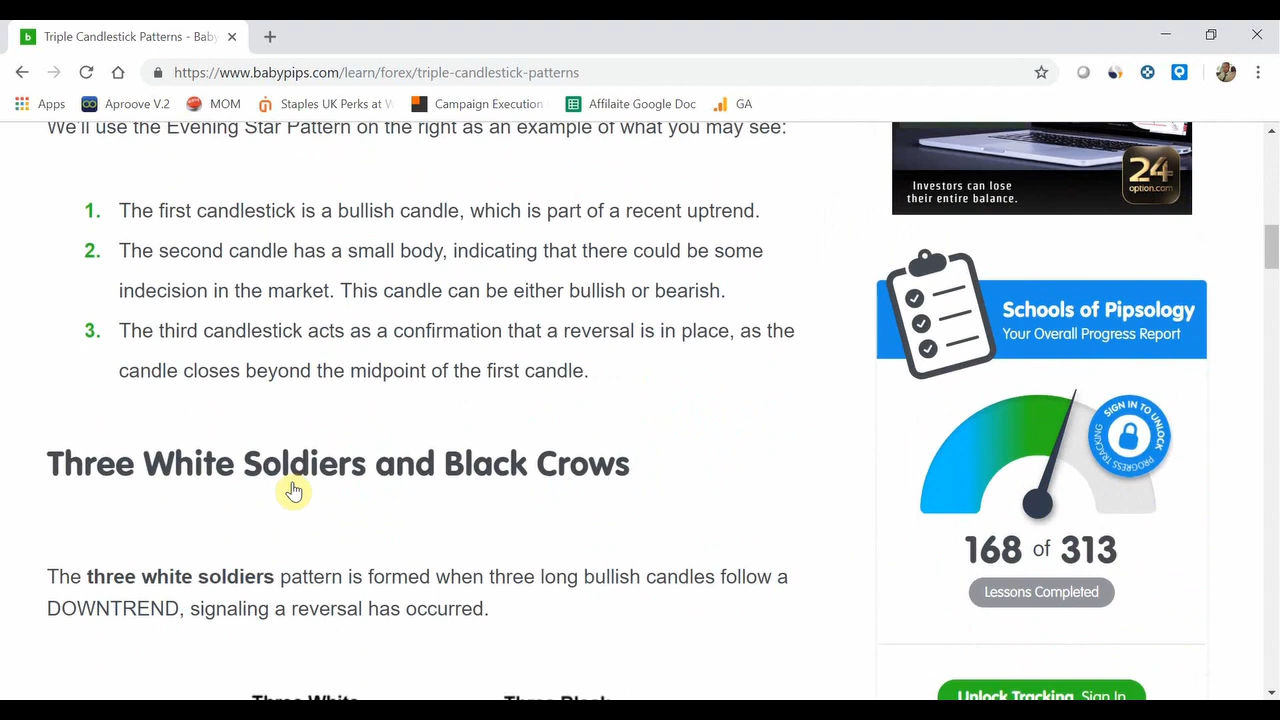 Triple Candlestick Patterns - Baby
https://www.babypips.com/learn/forex/triple-candlestick-patterns
Apps Aproove V.2 MOM Staples UK Perks at W Campaign Execution Affilaite Google Doc GA
We'll use the Evening Star Pattern on the right as an example of what you may see:
1. The first candlestick is a bullish candle, which is part of a recent uptrend.
2. The second candle has a small body, indicating that there could be some
indecision in the market. This candle can be either bullish or bearish.
3. The third candlestick acts as a confirmation that a reversal is in place, as the
candle closes beyond the midpoint of the first candle.
Three White Soldiers and Black Crows
The three white soldiers pattern is formed when three long bullish candles follow a
DOWNTREND, signaling a reversal has occurred.
Three White
Three Black
Investors can lose
their entire balance.
24
option.com
Schools of Pipsology
Your Overall Progress Report
SIGN IN TO UNLOCK
PROGRESS TRACKING
168 of 313
Lessons Completed
Unlock Tracking Sign In